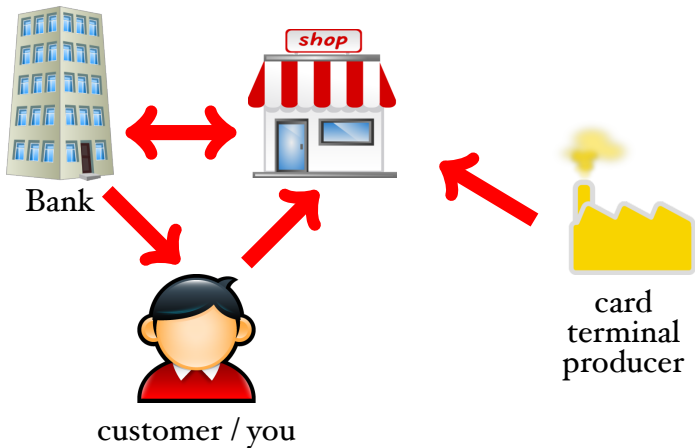 shop
Bank
card
terminal
producer
customer / you